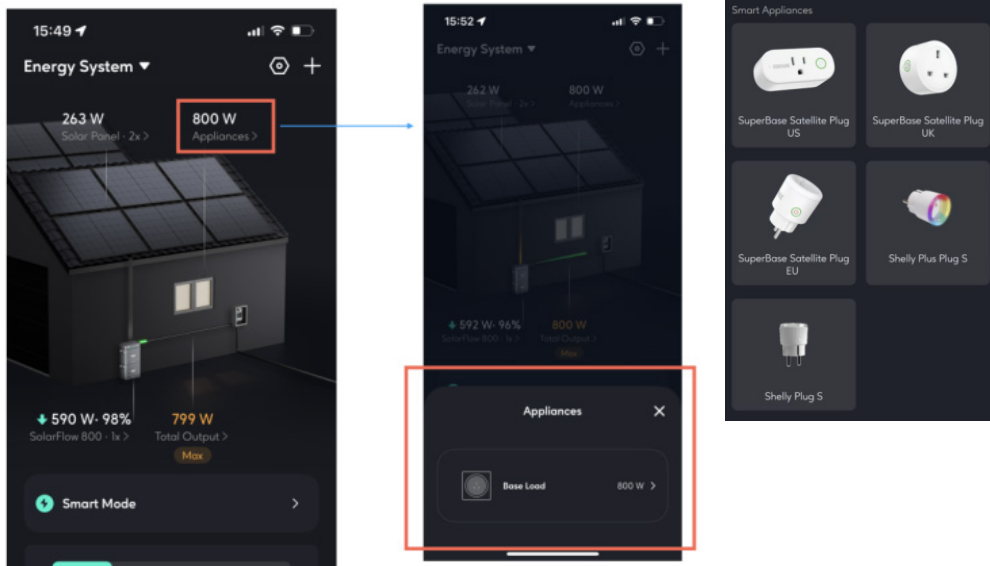 15:49
Energy System
263 W
Solar Panel · 2x >
800 W
Appliances >
590 W· 98%
SolarFlow 800 · 1x >
799 W
Total Output >
Max
Smart Mode
15:52
Energy System
262 W
Solar Panel · 2x >
800 W
Appliances >
592 W· 96%
SolarFlow 800 · 1x >
800 W
Total Output >
Max
Appliances
Base Load
800 W >
Smart Appliances
SuperBase Satellite Plug
US
SuperBase Satellite Plug
UK
SuperBase Satellite Plug
EU
Shelly Plus Plug S
Shelly Plug S